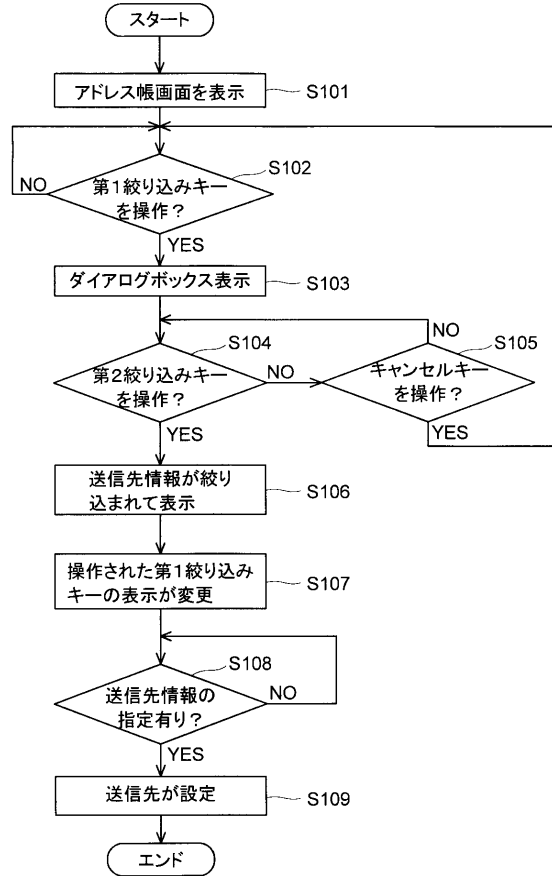 スタート
アドレス帳画面を表示
S101
S102
第1絞り込みキー
を操作？
NO
YES
ダイアログボックス表示
S103
S104
第2絞り込みキー
を操作？
NO
YES
S105
キャンセルキー
を操作？
NO
YES
送信先情報が絞り
込まれて表示
S106
操作された第1絞り込み
キーの表示が変更
S107
S108
送信先情報の
指定有り？
NO
YES
送信先が設定
S109
エンド